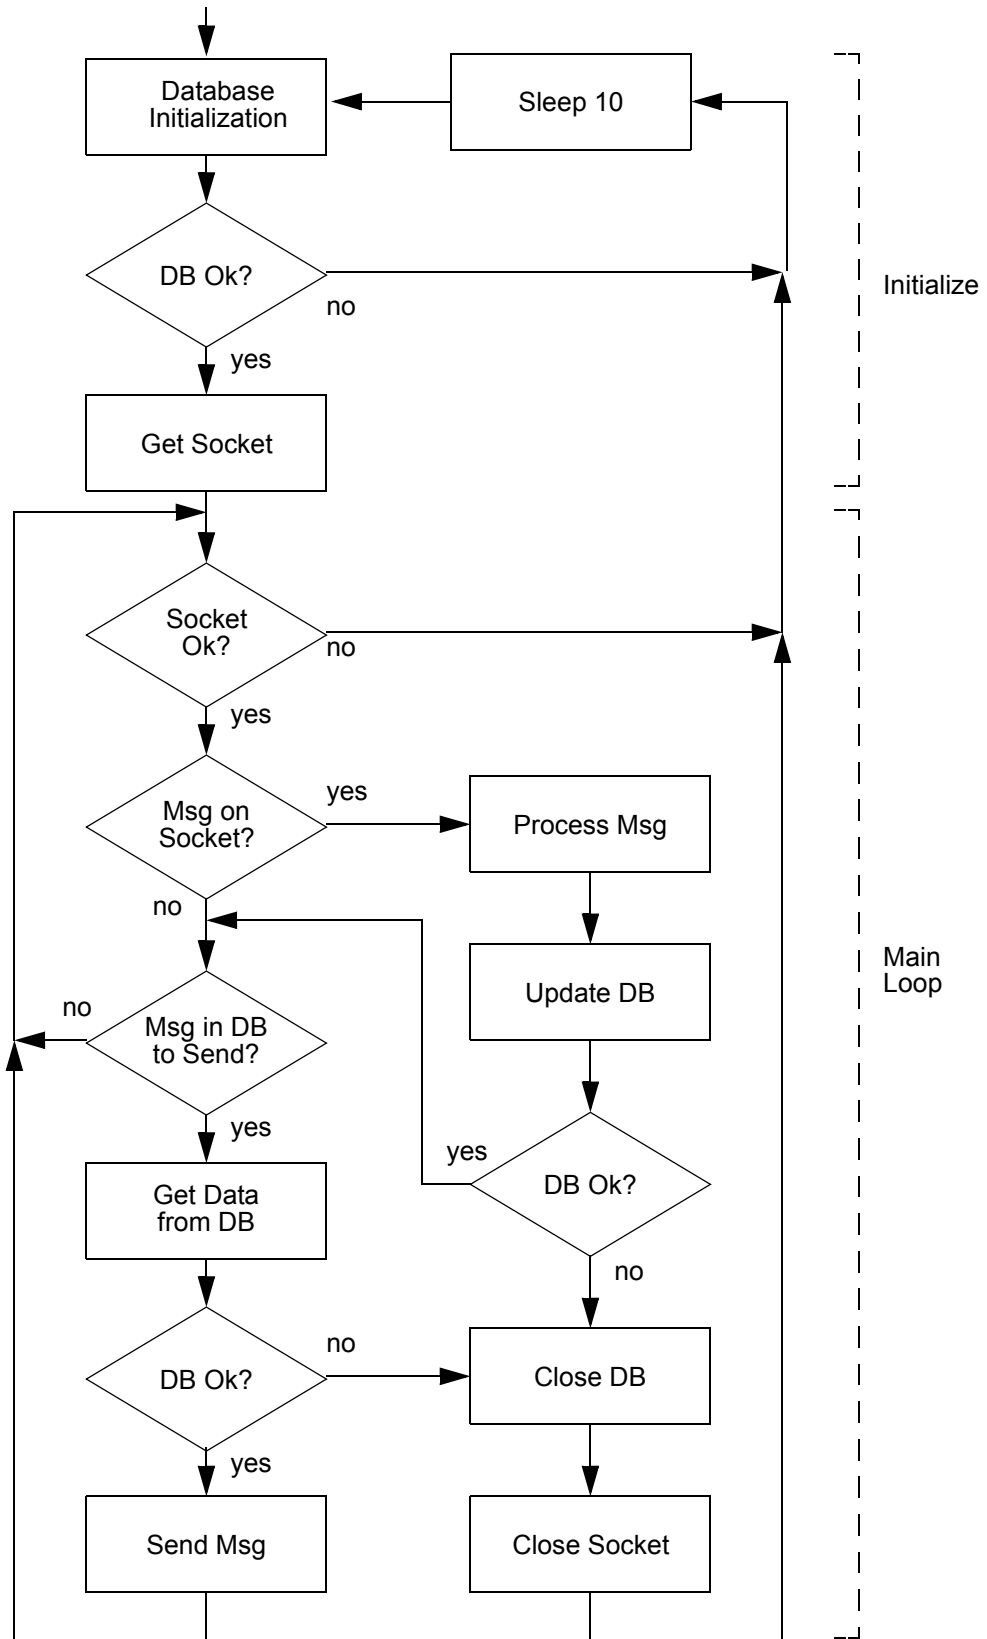 Database
Initialization
Sleep 10
DB Ok?
no
Initialize
yes
Get Socket
Socket
Ok?
no
yes
Msg on
Socket?
yes
Process Msg
no
Update DB
Main
Loop
no
Msg in DB
to Send?
yes
yes
DB Ok?
Get Data
from DB
no
DB Ok?
no
Close DB
yes
Send Msg
Close Socket